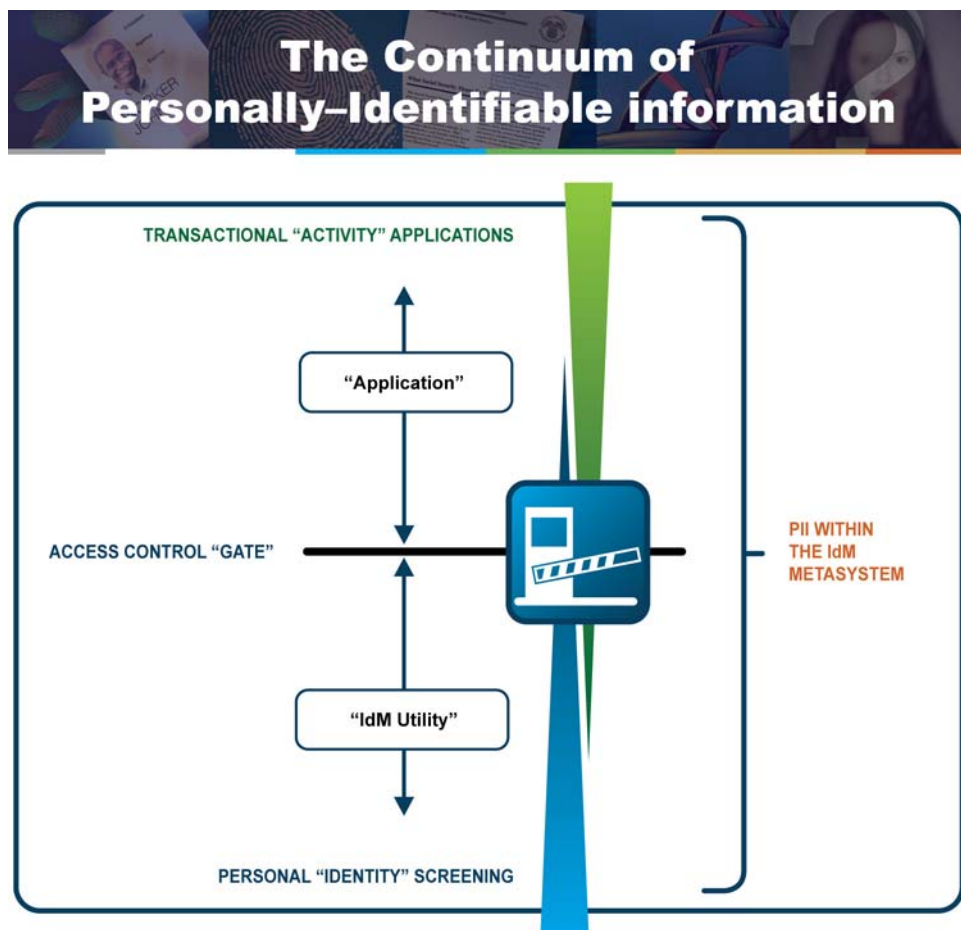 The Continuum of
Personally–Identifiable information
TRANSACTIONAL “ACTIVITY” APPLICATIONS
“Application”
ACCESS CONTROL “GATE”
PII WITHIN
THE IdM
METASYSTEM
“IdM Utility”
PERSONAL “IDENTITY” SCREENING